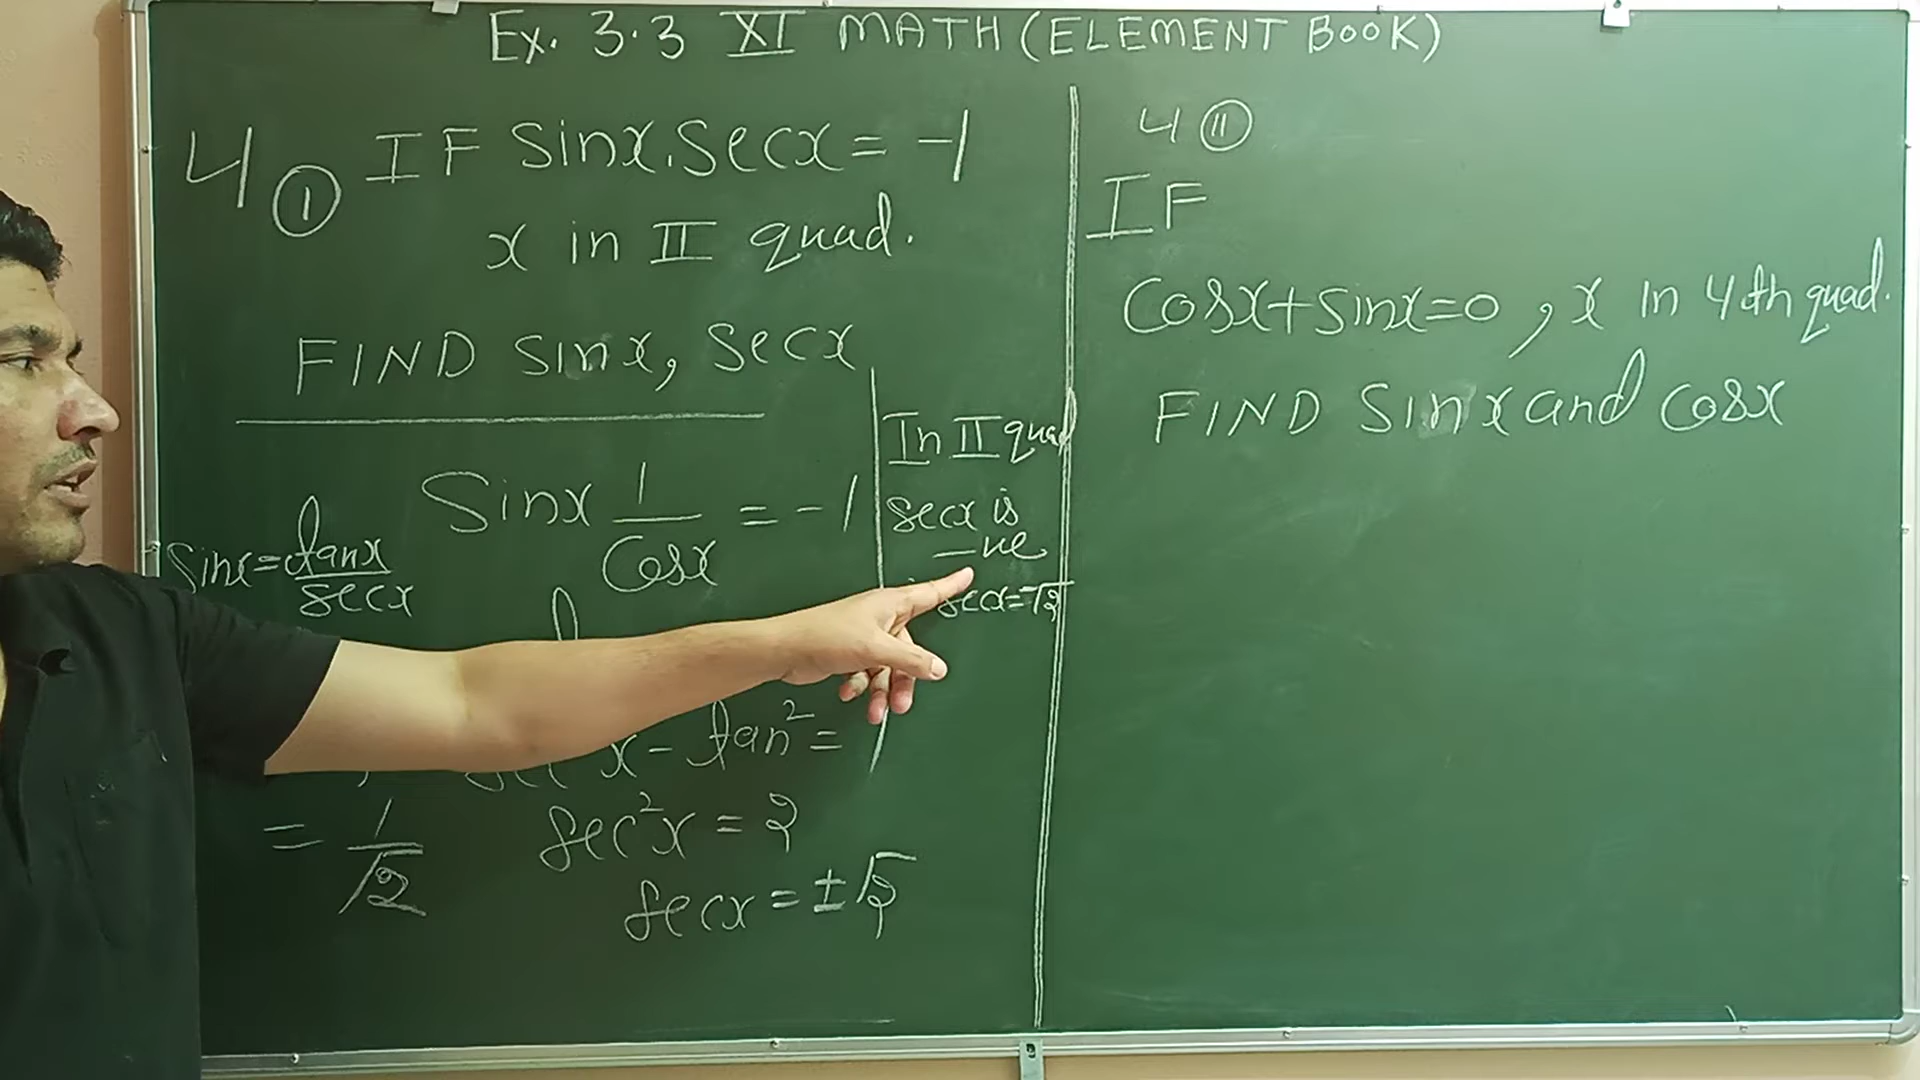 Ex. 3.3 XI MATH (ELEMENT BOOK)
4 (I) IF Sinx.Secx = -1
x in II quad.
FIND Sinx, Secx
Sinx 1/Cosx = -1
Sinx = tanx/secx
x - tan² = 1
= 1/√2
Sec²x = 2
Secx = ±√2
In II quad
Secx is
-ve
secx=-√2
4 (II)
IF
Cosx+Sinx=0, x in 4th quad.
FIND Sinx and Cosx